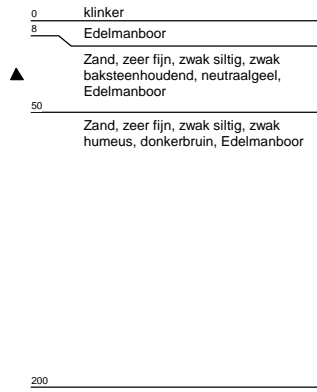 0 klinker
8 Edelmanboor
Zand, zeer fijn, zwak siltig, zwak
baksteenhoudend, neutraalgeel,
Edelmanboor
50
Zand, zeer fijn, zwak siltig, zwak
humeus, donkerbruin, Edelmanboor
200